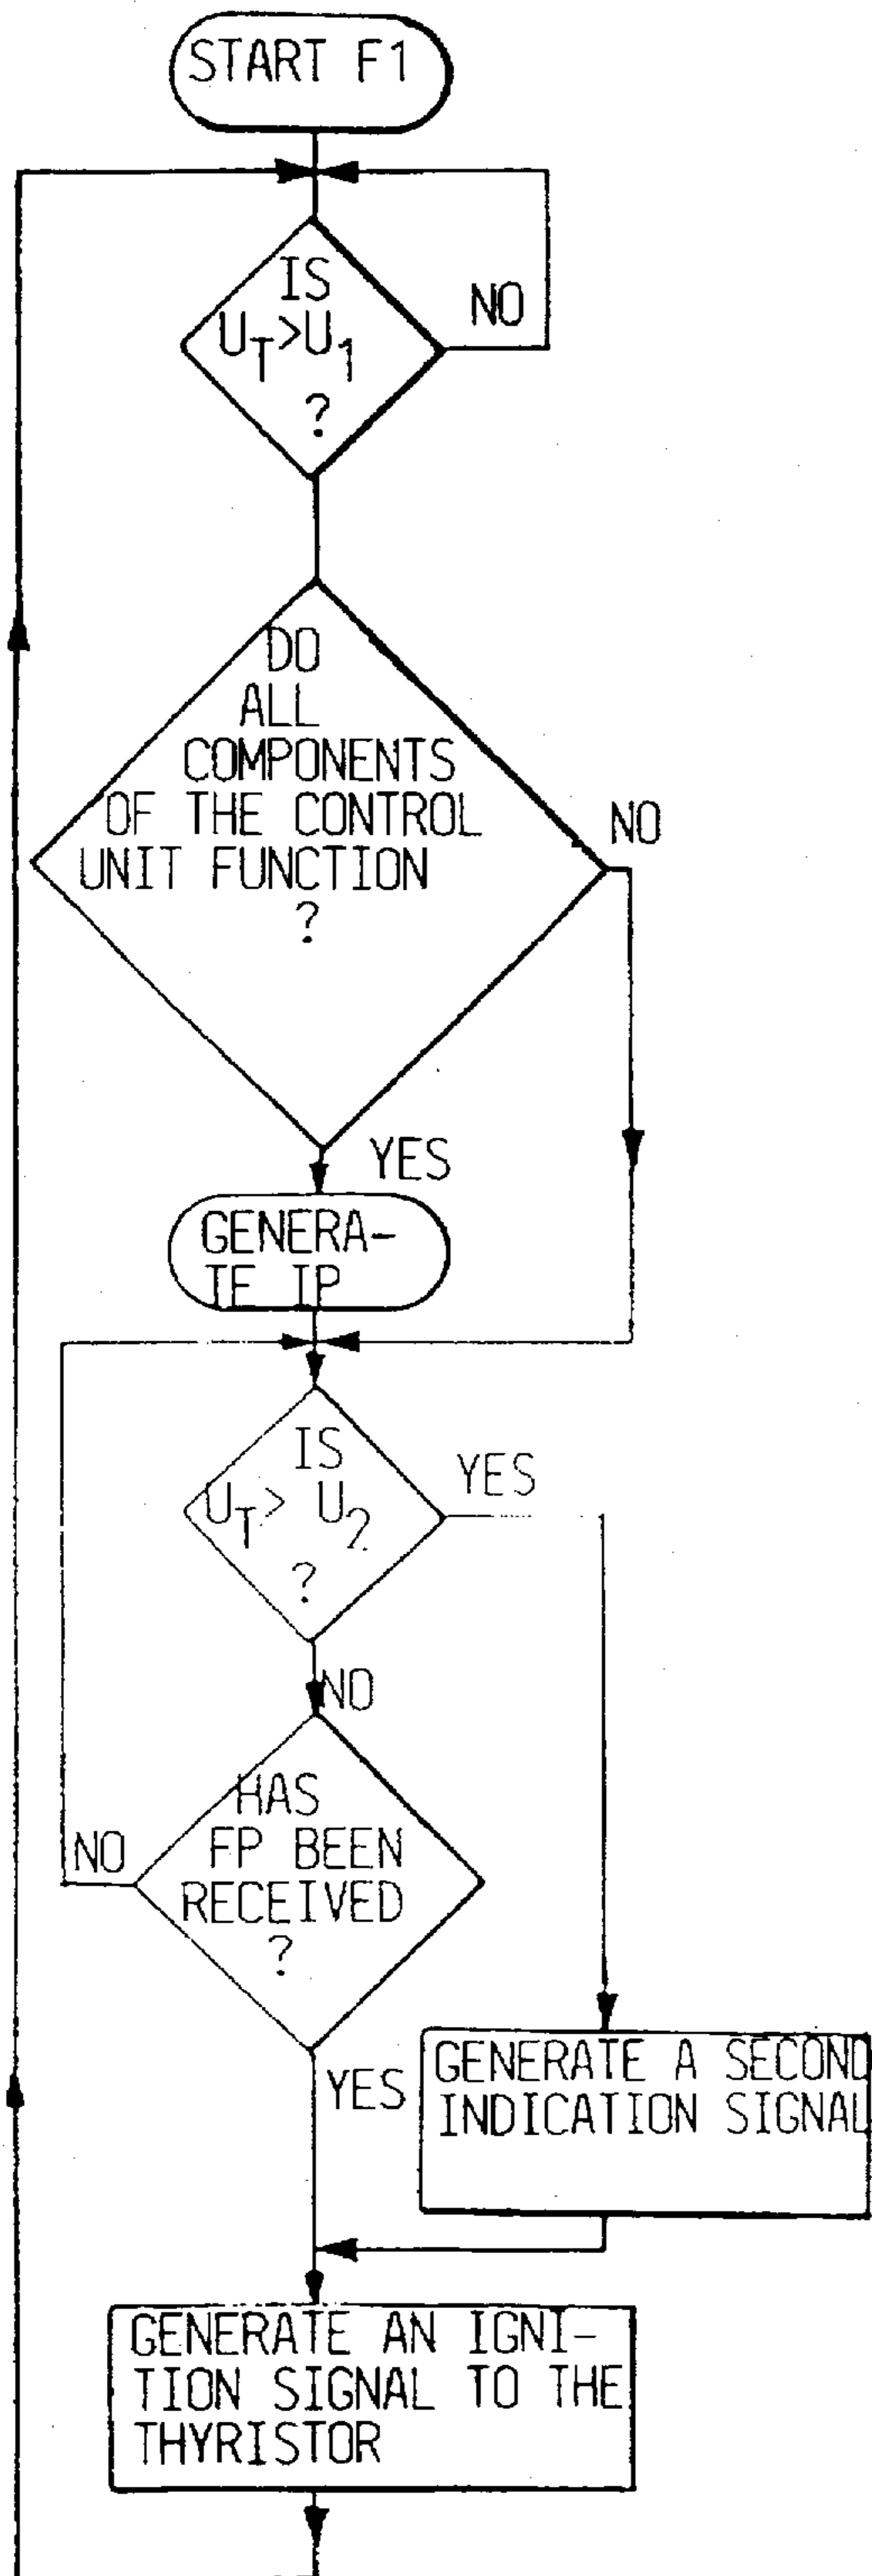 START F1
IS
NO
UT>U1
?
DO
ALL
COMPONENTS
OF THE CONTROL
NO
UNIT FUNCTION
?
YES
GENERA-
TE IP
IS
YES
UT> U2
?
NO
HAS
NO
FP BEEN
RECEIVED
?
YES
GENERATE A SECOND
INDICATION SIGNAL
GENERATE AN IGNI-
TION SIGNAL TO THE
THYRISTOR